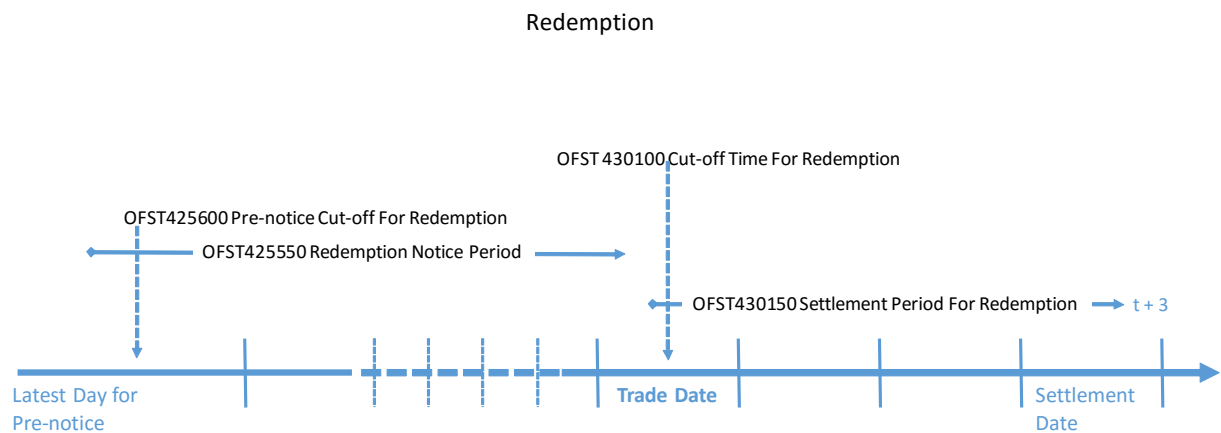 Redemption
OFST 430100 Cut-off Time For Redemption
OFST425600 Pre-notice Cut-off For Redemption
OFST425550 Redemption Notice Period
OFST430150 Settlement Period For Redemption
t + 3
Latest Day for
Pre-notice
Trade Date
Settlement
Date